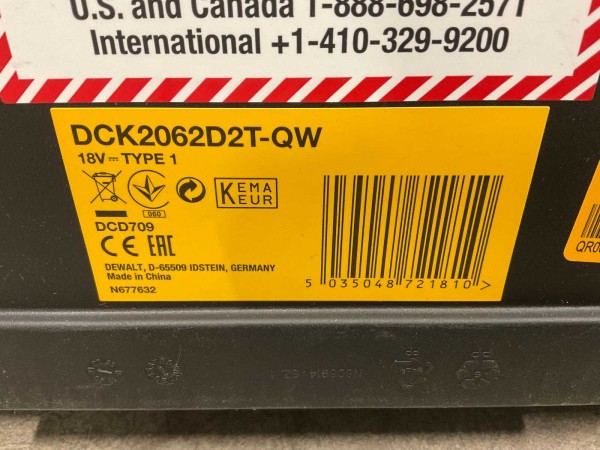 U.S. and Canada 1-888-698-2571
International +1-410-329-9200
DCK2062D2T-QW
18V ⎓ TYPE 1
060
KEMA
KEUR
DCD709
CE EAC
DEWALT, D-65509 IDSTEIN, GERMANY
Made in China
N677632
5 035048 721810 >
QR00